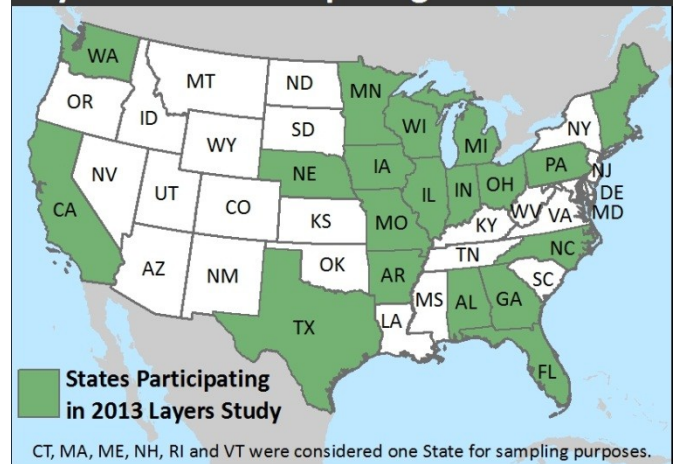 WA
MT
ND
MN
OR
ID
SD
WI
MI
NY
WY
NE
IA
PA
NJ
NV
UT
CO
IL
IN
OH
DE
CA
KS
MO
KY
WV
VA
MD
AZ
NM
OK
AR
TN
NC
SC
TX
LA
MS
AL
GA
FL
States Participating
in 2013 Layers Study
CT, MA, ME, NH, RI and VT were considered one State for sampling purposes.